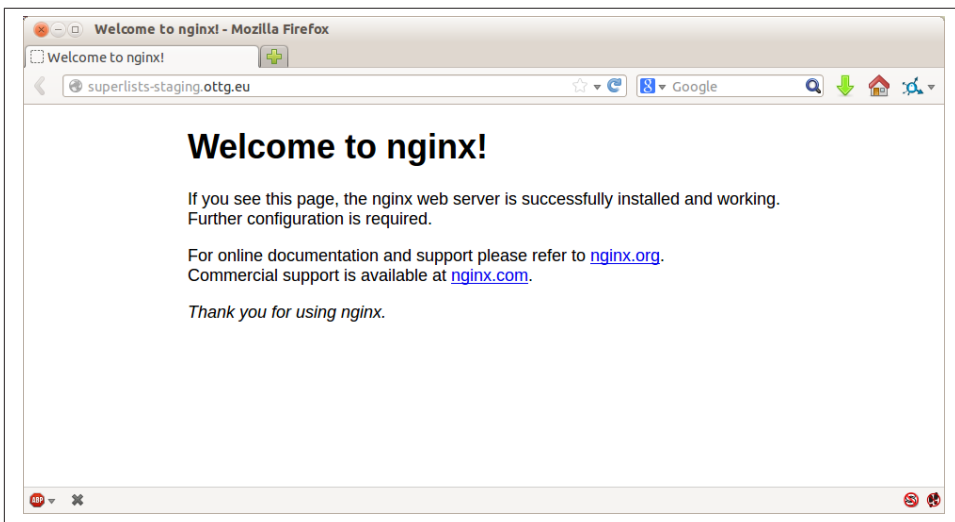 Welcome to nginx! - Mozilla Firefox
Welcome to nginx!
superlists-staging.ottg.eu
8 Google
Welcome to nginx!
If you see this page, the nginx web server is successfully installed and working.
Further configuration is required.
For online documentation and support please refer to nginx.org.
Commercial support is available at nginx.com.
Thank you for using nginx.
ABP